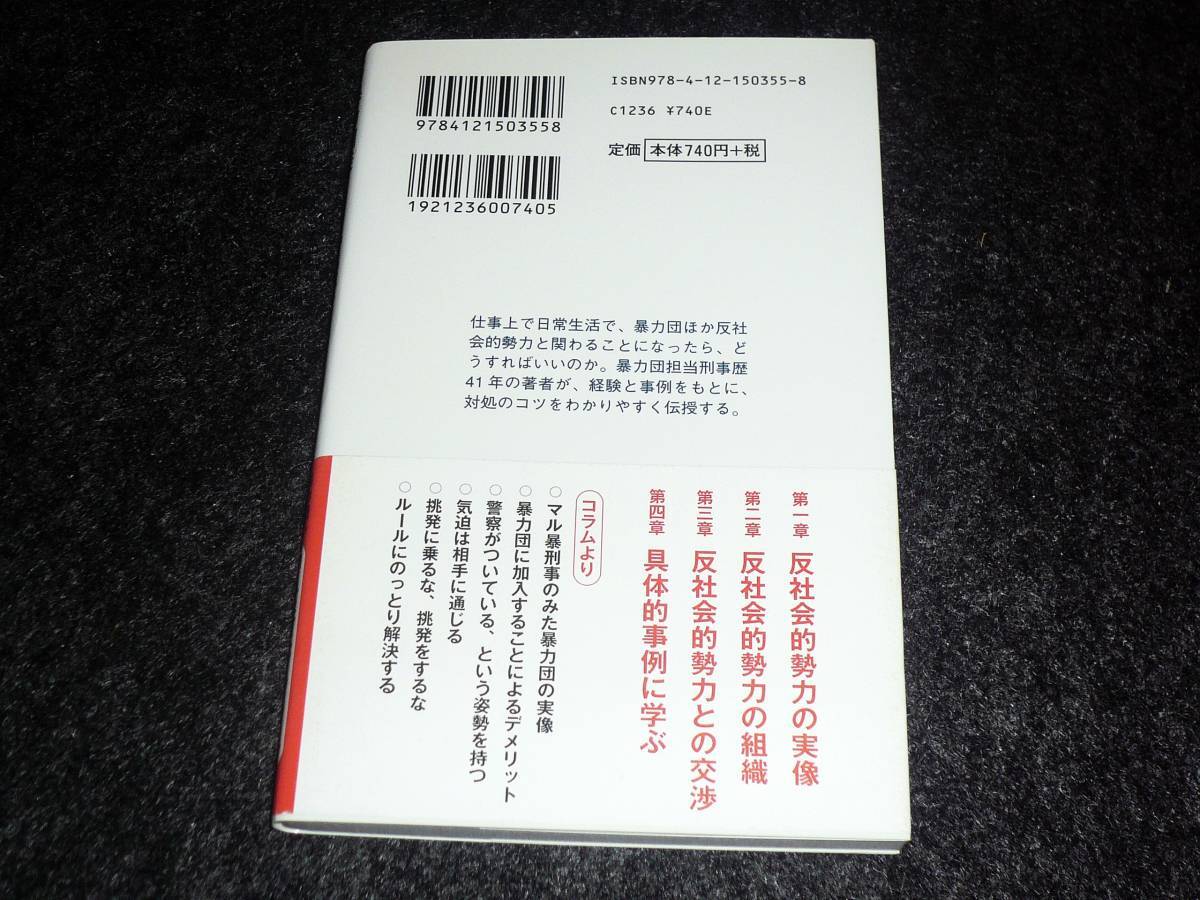 9784121503558
1921236007405
ISBN978-4-12-150355-8
C1236 ¥740E
定価 本体740円+税
仕事上で日常生活で、暴力団ほか反社
会的勢力と関わることになったら、ど
うすればいいのか。暴力団担当刑事歴
41年の著者が、経験と事例をもとに、
対処のコツをわかりやすく伝授する。
第一章 反社会的勢力の実像
第二章 反社会的勢力の組織
第三章 反社会的勢力との交渉
第四章 具体的事例に学ぶ
コラムより
○マル暴刑事のみた暴力団の実像
○暴力団に加入することによるデメリット
○警察がついている、という姿勢を持つ
○気迫は相手に通じる
○挑発に乗るな、挑発をするな
○ルールにのっとり解決する